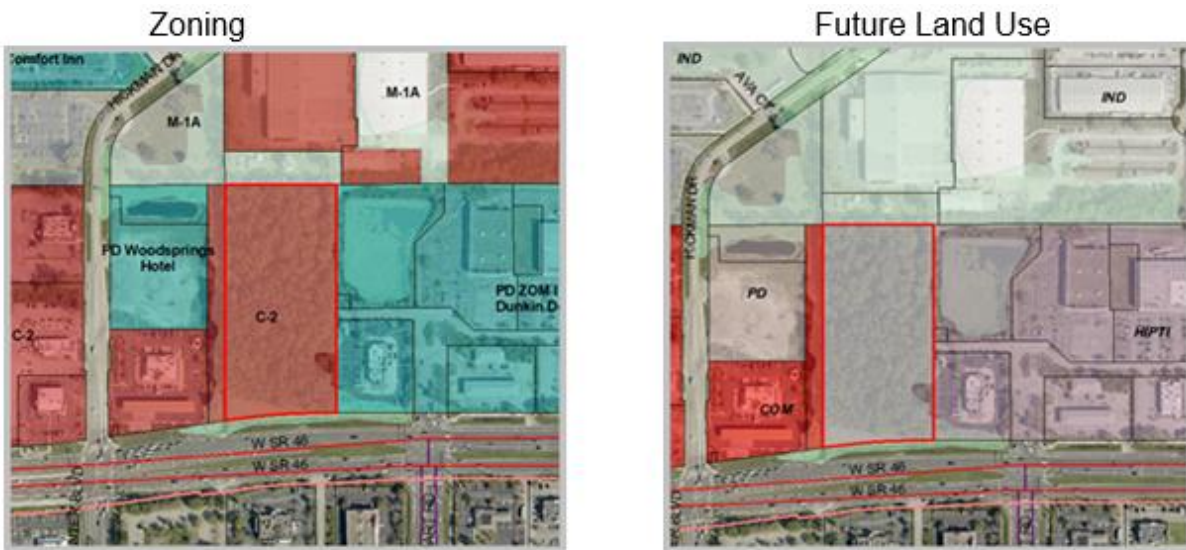 Zoning
Future Land Use
Comfort Inn
HICKMAN DR
M-1A
M-1A
PD Woodsprings
Hotel
C-2
C-2
PD ZOM I
Dunkin D
W SR 46
W SR 46
IND
AVA CIR
IND
HICKMAN DR
PD
HIPTI
COM
W SR 46
W SR 46